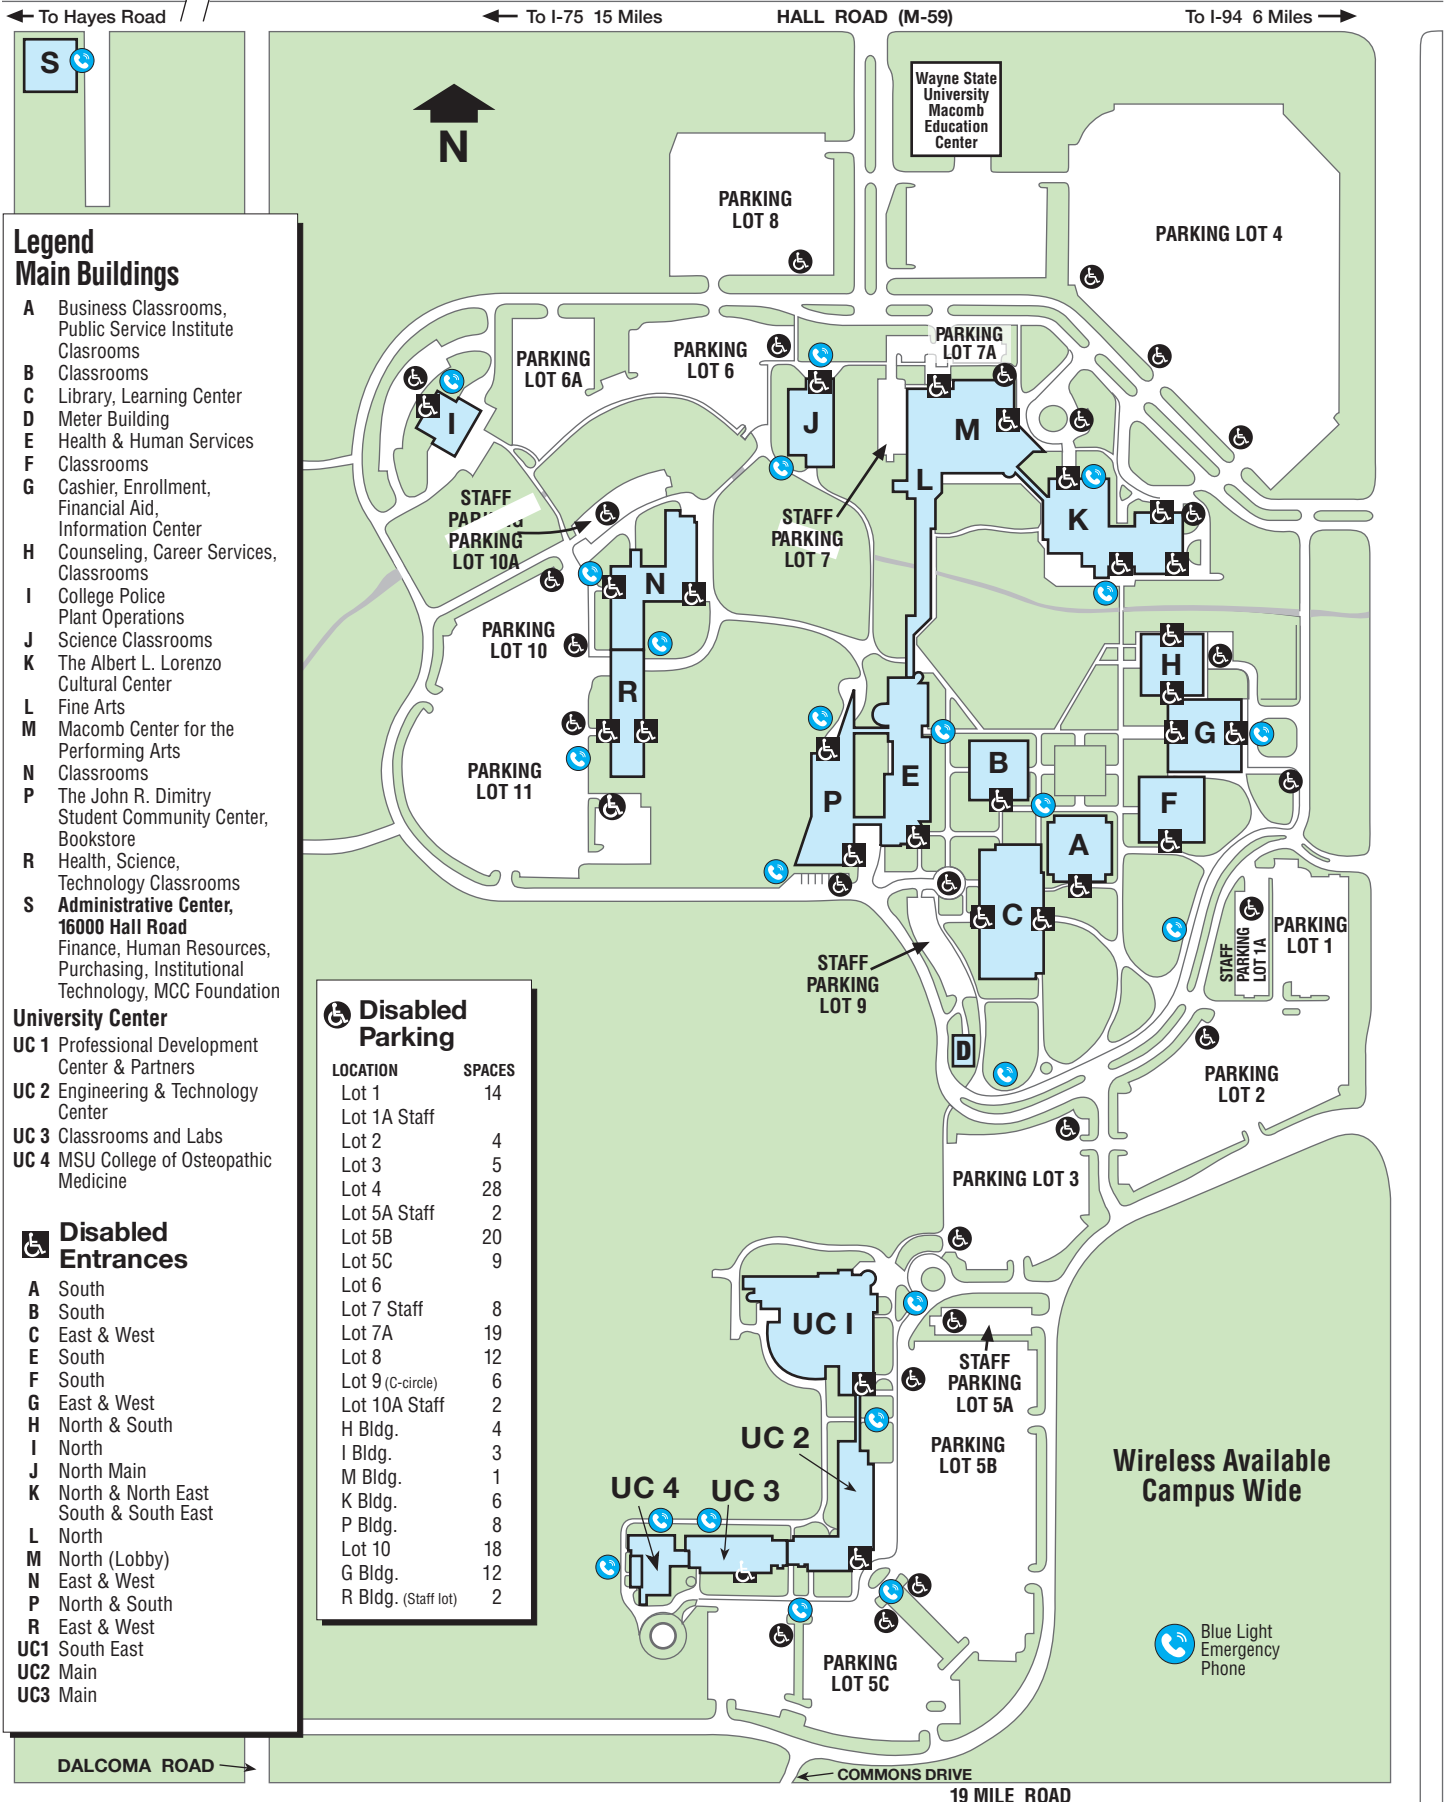 To Hayes Road
To I-75 15 Miles
HALL ROAD (M-59)
To I-94 6 Miles
S
N
Wayne State
University
Macomb
Education
Center
PARKING
LOT 8
PARKING LOT 4
Legend
Main Buildings
A Business Classrooms,
Public Service Institute
Clasrooms
B Classrooms
C Library, Learning Center
D Meter Building
E Health & Human Services
F Classrooms
G Cashier, Enrollment,
Financial Aid,
Information Center
H Counseling, Career Services,
Classrooms
I College Police
Plant Operations
J Science Classrooms
K The Albert L. Lorenzo
Cultural Center
L Fine Arts
M Macomb Center for the
Performing Arts
N Classrooms
P The John R. Dimitry
Student Community Center,
Bookstore
R Health, Science,
Technology Classrooms
S Administrative Center,
16000 Hall Road
Finance, Human Resources,
Purchasing, Institutional
Technology, MCC Foundation
University Center
UC 1 Professional Development
Center & Partners
UC 2 Engineering & Technology
Center
UC 3 Classrooms and Labs
UC 4 MSU College of Osteopathic
Medicine
Disabled
Entrances
A South
B South
C East & West
E South
F South
G East & West
H North & South
I North
J North Main
K North & North East
South & South East
L North
M North (Lobby)
N East & West
P North & South
R East & West
UC1 South East
UC2 Main
UC3 Main
PARKING
LOT 6A
PARKING
LOT 6
PARKING
LOT 7A
I
J
M
L
K
STAFF
PARKING
PARKING
LOT 10A
STAFF
PARKING
LOT 7
N
PARKING
LOT 10
R
PARKING
LOT 11
H
G
B
E
P
F
A
C
STAFF
PARKING
LOT 9
D
STAFF
PARKING
LOT 1A
PARKING
LOT 1
PARKING
LOT 2
PARKING LOT 3
Disabled
Parking
LOCATION SPACES
Lot 1 14
Lot 1A Staff
Lot 2 4
Lot 3 5
Lot 4 28
Lot 5A Staff 2
Lot 5B 20
Lot 5C 9
Lot 6
Lot 7 Staff 8
Lot 7A 19
Lot 8 12
Lot 9 (C-circle) 6
Lot 10A Staff 2
H Bldg. 4
I Bldg. 3
M Bldg. 1
K Bldg. 6
P Bldg. 8
Lot 10 18
G Bldg. 12
R Bldg. (Staff lot) 2
UC I
STAFF
PARKING
LOT 5A
UC 2
PARKING
LOT 5B
UC 4
UC 3
Wireless Available
Campus Wide
PARKING
LOT 5C
Blue Light
Emergency
Phone
DALCOMA ROAD
COMMONS DRIVE
19 MILE ROAD